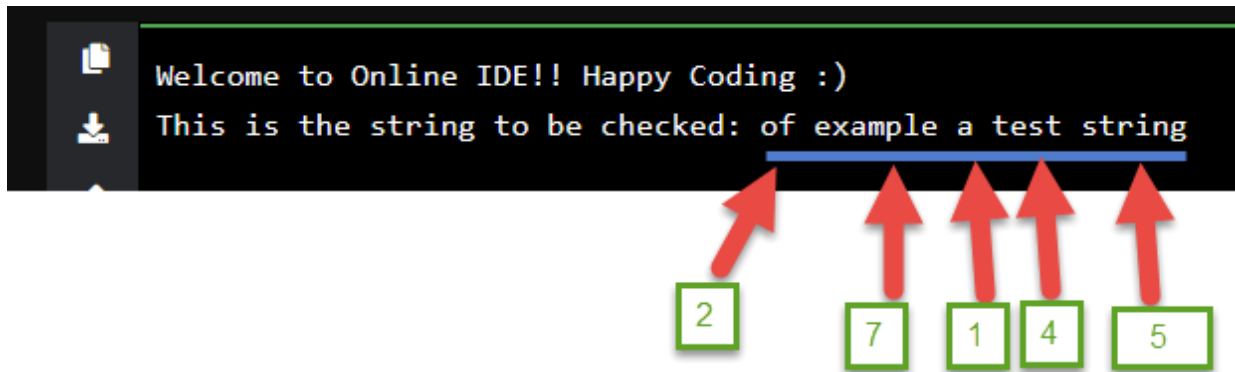 Welcome to Online IDE!! Happy Coding :)
This is the string to be checked: of example a test string
2
7
1
4
5